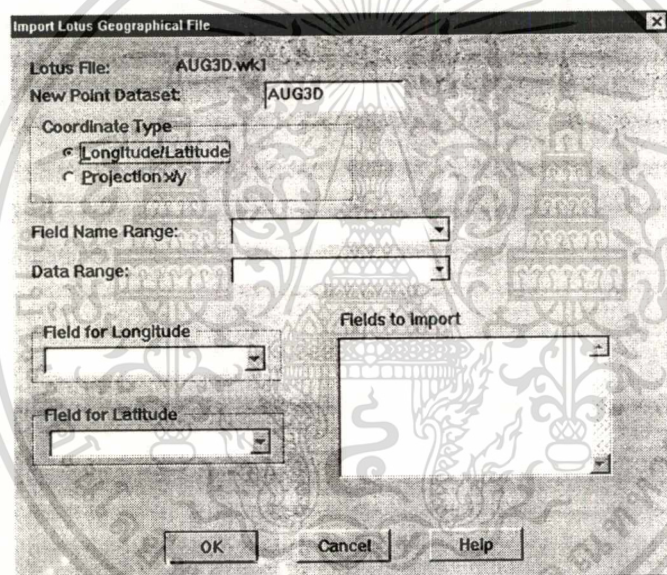 Import Lotus Geographical File
Lotus File: AUG3D.wk1
New Point Dataset: AUG3D
Coordinate Type
Longitude/Latitude
Projection x/y
Field Name Range:
Data Range:
Field for Longitude
Fields to Import
Field for Latitude
OK Cancel Help